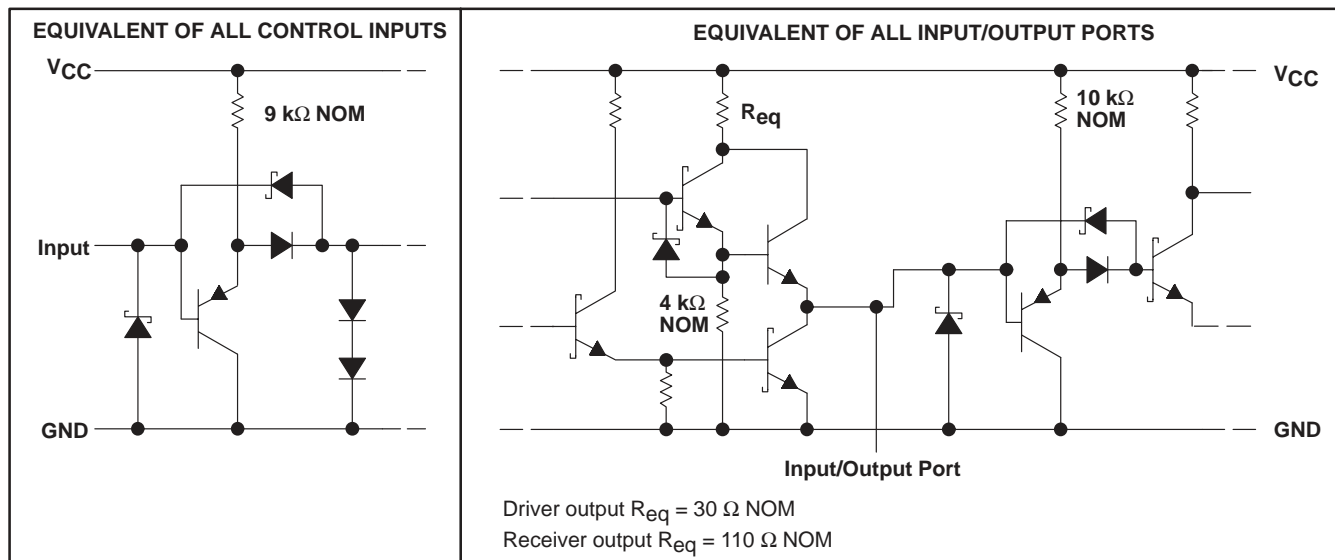 EQUIVALENT OF ALL CONTROL INPUTS
VCC
9 kΩ NOM
Input
GND
EQUIVALENT OF ALL INPUT/OUTPUT PORTS
VCC
Req
10 kΩ
NOM
4 kΩ
NOM
GND
Input/Output Port
Driver output Req = 30 Ω NOM
Receiver output Req = 110 Ω NOM